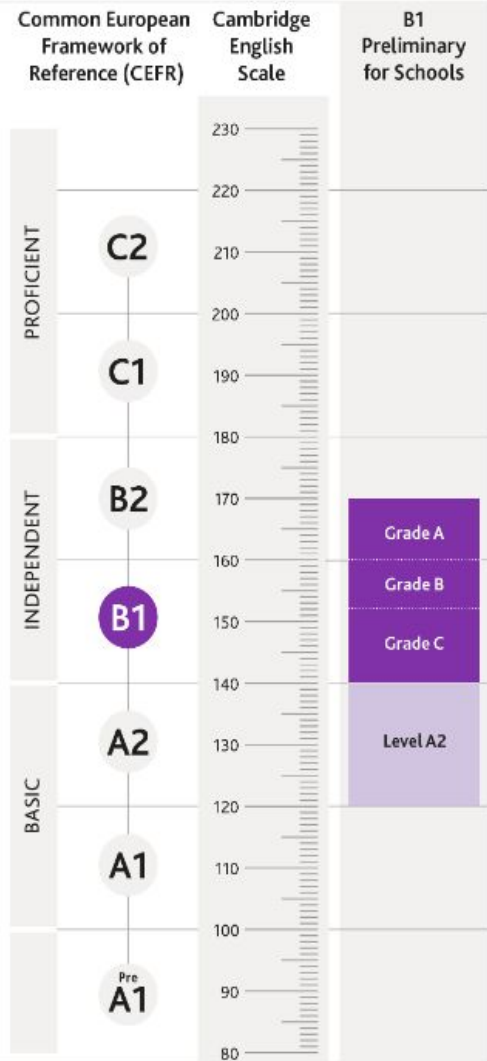 Common European
Framework of
Reference (CEFR)
Cambridge
English
Scale
B1
Preliminary
for Schools
PROFICIENT
INDEPENDENT
BASIC
C2
C1
B2
B1
A2
A1
Pre
A1
230
220
210
200
190
180
170
160
150
140
130
120
110
100
90
80
Grade A
Grade B
Grade C
Level A2